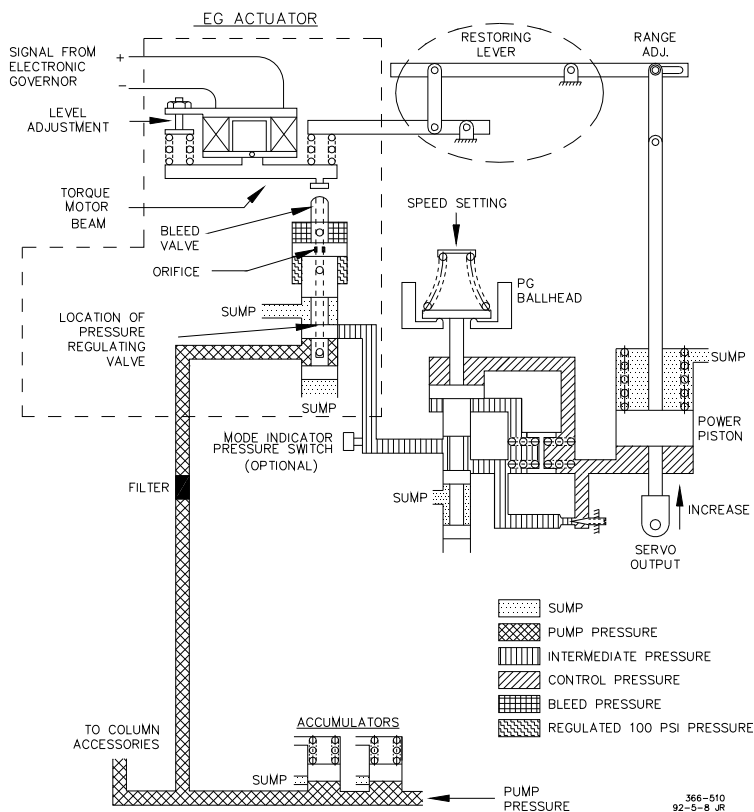 EG ACTUATOR
SIGNAL FROM
ELECTRONIC
GOVERNOR
+
−
LEVEL
ADJUSTMENT
TORQUE
MOTOR
BEAM
BLEED
VALVE
ORIFICE
SUMP
LOCATION OF
PRESSURE
REGULATING
VALVE
SUMP
RESTORING
LEVER
RANGE
ADJ.
SPEED SETTING
PG
BALLHEAD
SUMP
POWER
PISTON
MODE INDICATOR
PRESSURE SWITCH
(OPTIONAL)
FILTER
SUMP
INCREASE
SERVO
OUTPUT
SUMP
PUMP PRESSURE
INTERMEDIATE PRESSURE
CONTROL PRESSURE
BLEED PRESSURE
REGULATED 100 PSI PRESSURE
TO COLUMN
ACCESSORIES
ACCUMULATORS
SUMP
PUMP
PRESSURE
366-510
92-5-8 JR